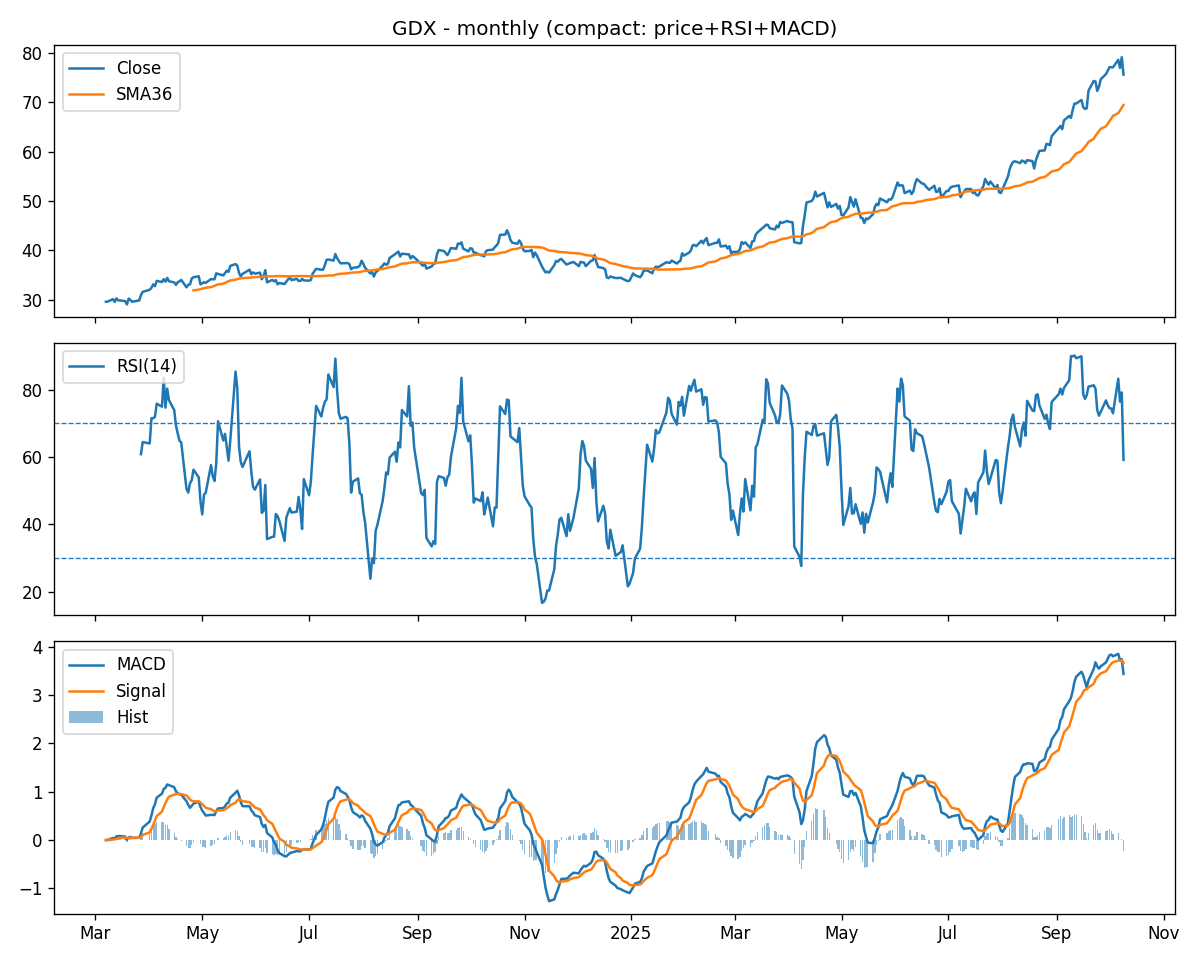 GDX - monthly (compact: price+RSI+MACD)
80
70
60
50
40
30
Close
SMA36
80
60
40
20
RSI(14)
4
3
2
1
0
−1
MACD
Signal
Hist
Mar May Jul Sep Nov 2025 Mar May Jul Sep Nov